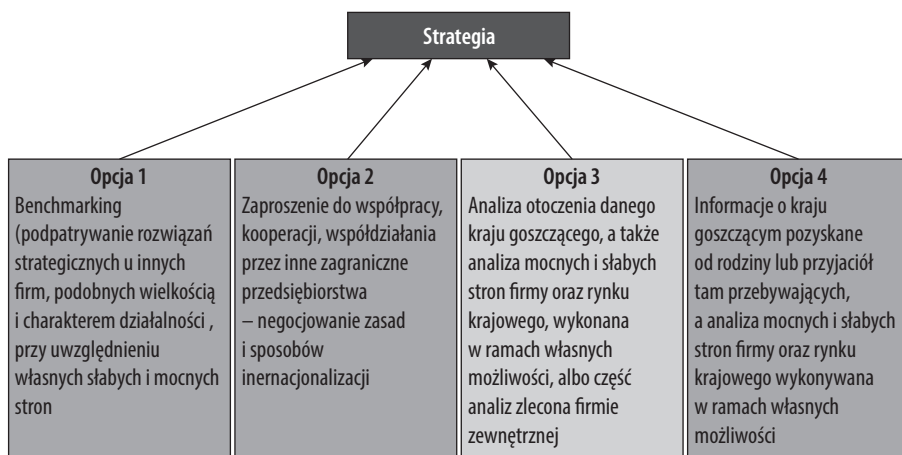 Strategia
Opcja 1
Benchmarking
(podpatrywanie rozwiązań
strategicznych u innych
firm, podobnych wielkością
i charakterem działalności ,
przy uwzględnieniu
własnych słabych i mocnych
stron
Opcja 2
Zaproszenie do współpracy,
kooperacji, współdziałania
przez inne zagraniczne
przedsiębiorstwa
– negocjowanie zasad
i sposobów
inernacjonalizacji
Opcja 3
Analiza otoczenia danego
kraju goszczącego, a także
analiza mocnych i słabych
stron firmy oraz rynku
krajowego, wykonana
w ramach własnych
możliwości, albo część
analiz zlecona firmie
zewnętrznej
Opcja 4
Informacje o kraju
goszczącym pozyskane
od rodziny lub przyjaciół
tam przebywających,
a analiza mocnych i słabych
stron firmy oraz rynku
krajowego wykonywana
w ramach własnych
możliwości